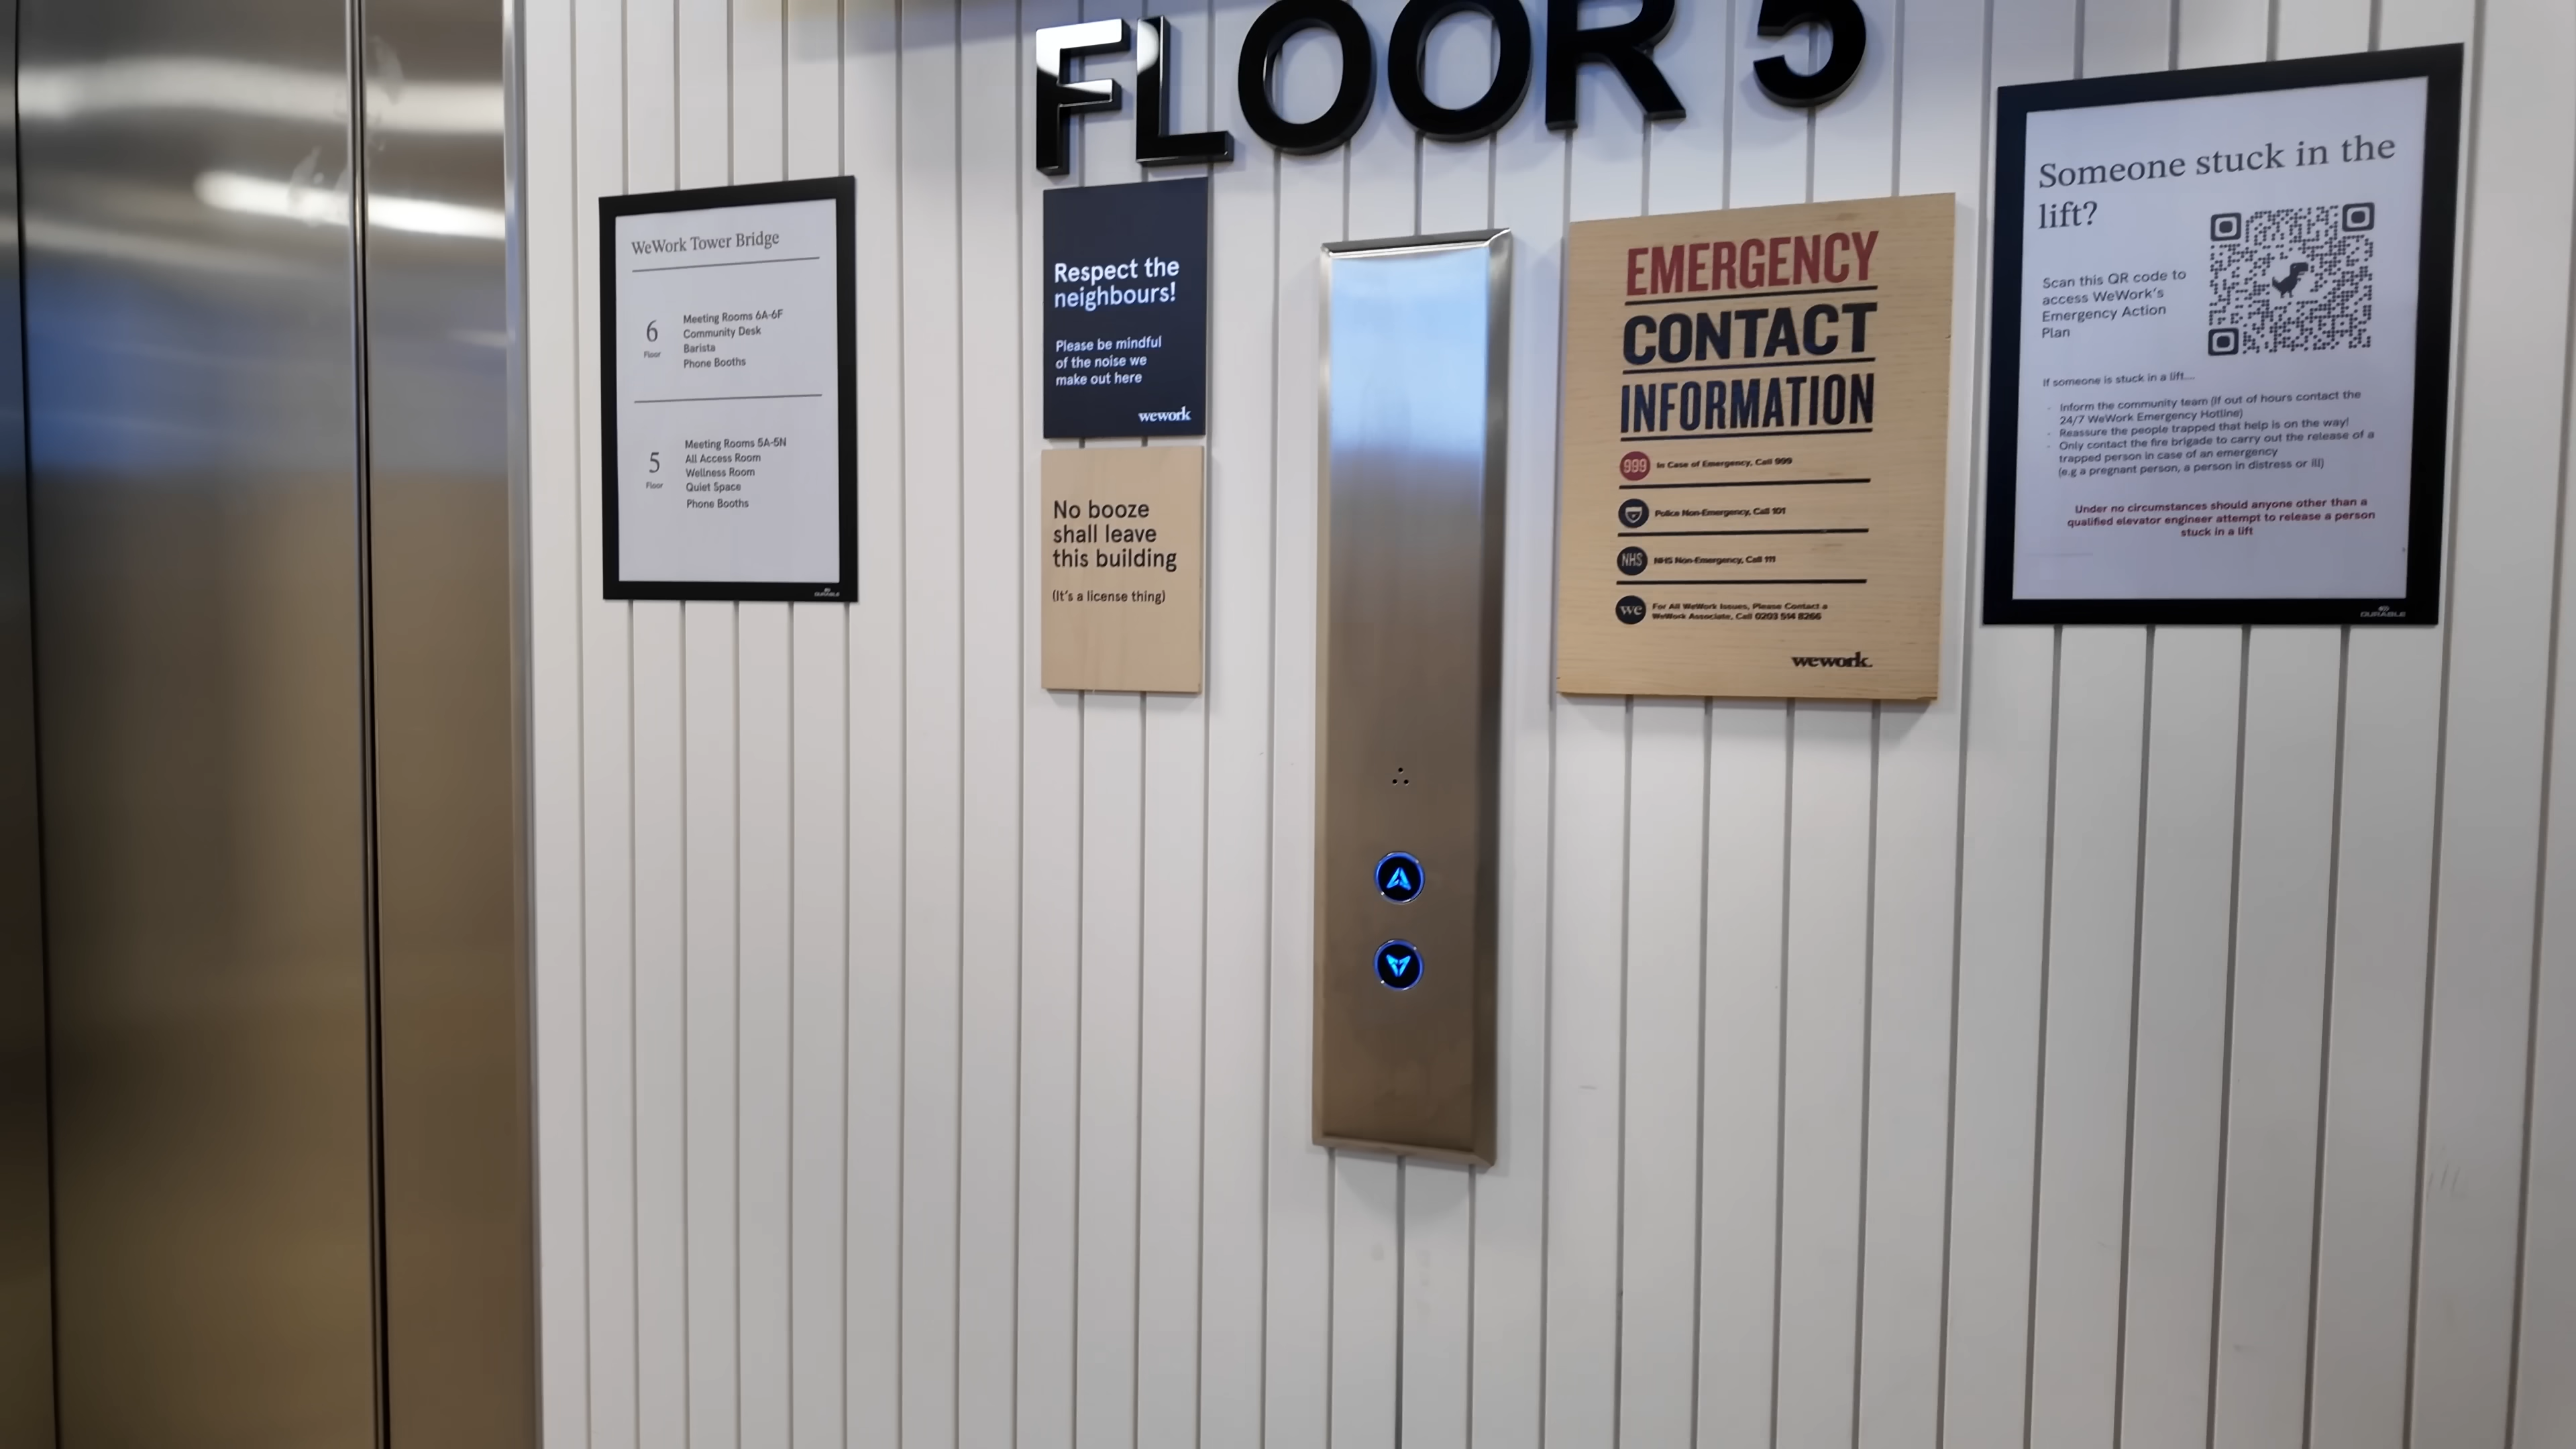 FLOOR 5
WeWork Tower Bridge
6
Floor
Meeting Rooms 6A-6F
Community Desk
Barista
Phone Booths
5
Floor
Meeting Rooms 5A-5N
All Access Room
Wellness Room
Quiet Space
Phone Booths
DURABLE
Respect the
neighbours!
Please be mindful
of the noise we
make out here
wework
No booze
shall leave
this building
(It's a license thing)
EMERGENCY
CONTACT
INFORMATION
999
In Case of Emergency, Call 999
Police Non-Emergency, Call 101
NHS
NHS Non-Emergency, Call 111
we
For All WeWork Issues, Please Contact a
WeWork Associate, Call 0203 514 8266
wework.
Someone stuck in the
lift?
Scan this QR code to
access WeWork's
Emergency Action
Plan
If someone is stuck in a lift....
- Inform the community team (If out of hours contact the
24/7 WeWork Emergency Hotline)
- Reassure the people trapped that help is on the way!
- Only contact the fire brigade to carry out the release of a
trapped person in case of an emergency
(e.g a pregnant person, a person in distress or ill)
Under no circumstances should anyone other than a
qualified elevator engineer attempt to release a person
stuck in a lift
DURABLE